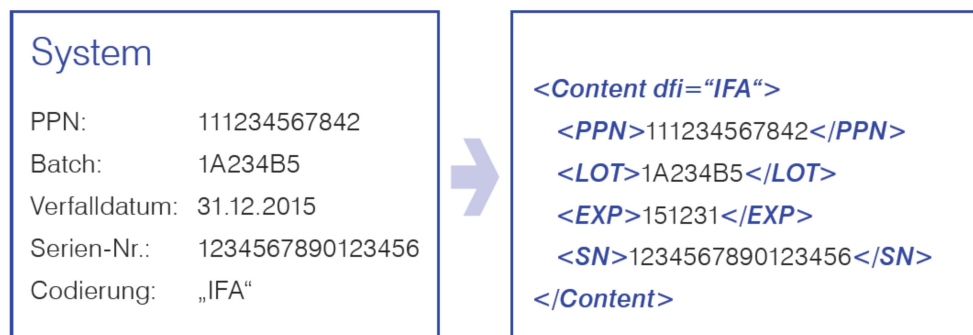 System
PPN: 111234567842
Batch: 1A234B5
Verfalldatum: 31.12.2015
Serien-Nr.: 1234567890123456
Codierung: „IFA“
<Content dfi=“IFA“>
<PPN>111234567842</PPN>
<LOT>1A234B5</LOT>
<EXP>151231</EXP>
<SN>1234567890123456</SN>
</Content>